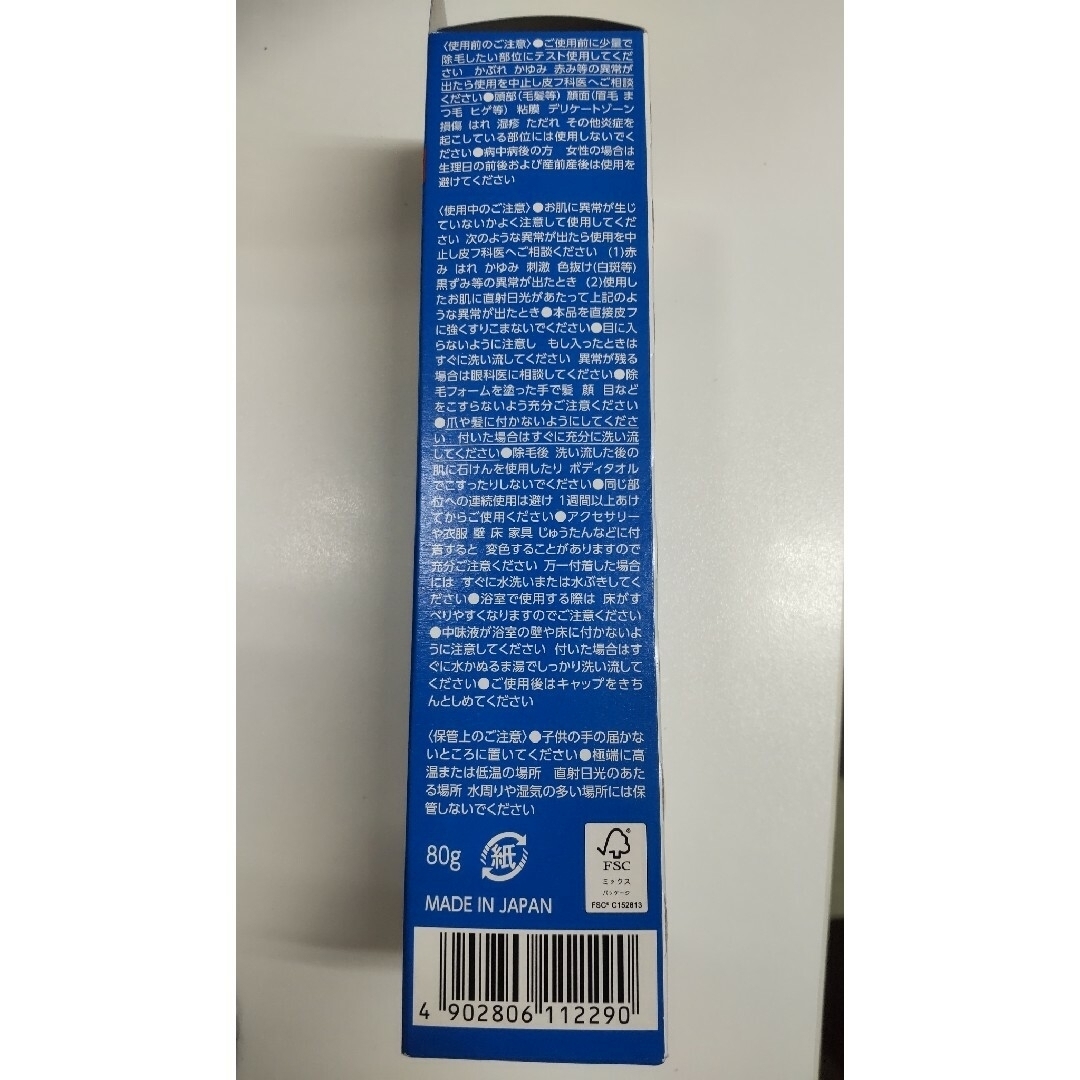 〈使用前のご注意〉●ご使用前に少量で
除毛したい部位にテスト使用してくだ
さい かぶれ かゆみ 赤み等の異常が
出たら使用を中止し皮フ科医へご相談
ください●頭部(毛髪等) 顔面(眉毛 ま
つ毛 ヒゲ等) 粘膜 デリケートゾーン
損傷 はれ 湿疹 ただれ その他炎症を
起こしている部位には使用しないでく
ださい●病中病後の方 女性の場合は
生理日の前後および産前産後は使用を
避けてください
〈使用中のご注意〉●お肌に異常が生じ
ていないかよく注意して使用してくだ
さい 次のような異常が出たら使用を中
止し皮フ科医へご相談ください (1)赤
み はれ かゆみ 刺激 色抜け(白斑等)
黒ずみ等の異常が出たとき (2)使用し
たお肌に直射日光があたって上記のよ
うな異常が出たとき●本品を直接皮フ
に強くすりこまないでください●目に入
らないように注意し もし入ったときは
すぐに洗い流してください 異常が残る
場合は眼科医に相談してください●除
毛フォームを塗った手で髪 顔 目など
をこすらないよう充分ご注意ください
●爪や髪に付かないようにしてくださ
い 付いた場合はすぐに充分に洗い流
してください●除毛後 洗い流した後の
肌に石けんを使用したり ボディタオル
でこすったりしないでください●同じ部
位への連続使用は避け 1週間以上あけ
てからご使用ください●アクセサリー
や衣服 壁 床 家具 じゅうたんなどに付
着すると 変色することがありますので
充分ご注意ください 万一付着した場合
には すぐに水洗いまたは水ぶきしてく
ださい●浴室で使用する際は 床がす
べりやすくなりますのでご注意ください
●中味液が浴室の壁や床に付かないよ
うに注意してください 付いた場合はす
ぐに水かぬるま湯でしっかり洗い流して
ください●ご使用後はキャップをきち
んとしめてください
〈保管上のご注意〉●子供の手の届かな
いところに置いてください●極端に高
温または低温の場所 直射日光のあた
る場所 水周りや湿気の多い場所には保
管しないでください
80g
紙
FSC
ミックス
パッケージ
FSC® C152613
MADE IN JAPAN
4 902806 112290